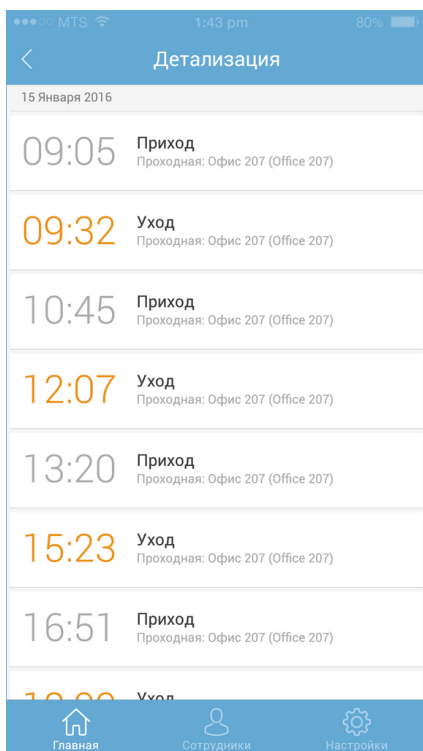 MTS 1:43 pm 80%
Детализация
15 Января 2016
09:05 Приход
Проходная: Офис 207 (Office 207)
09:32 Уход
Проходная: Офис 207 (Office 207)
10:45 Приход
Проходная: Офис 207 (Office 207)
12:07 Уход
Проходная: Офис 207 (Office 207)
13:20 Приход
Проходная: Офис 207 (Office 207)
15:23 Уход
Проходная: Офис 207 (Office 207)
16:51 Приход
Проходная: Офис 207 (Office 207)
Уход
Главная Сотрудники Настройки